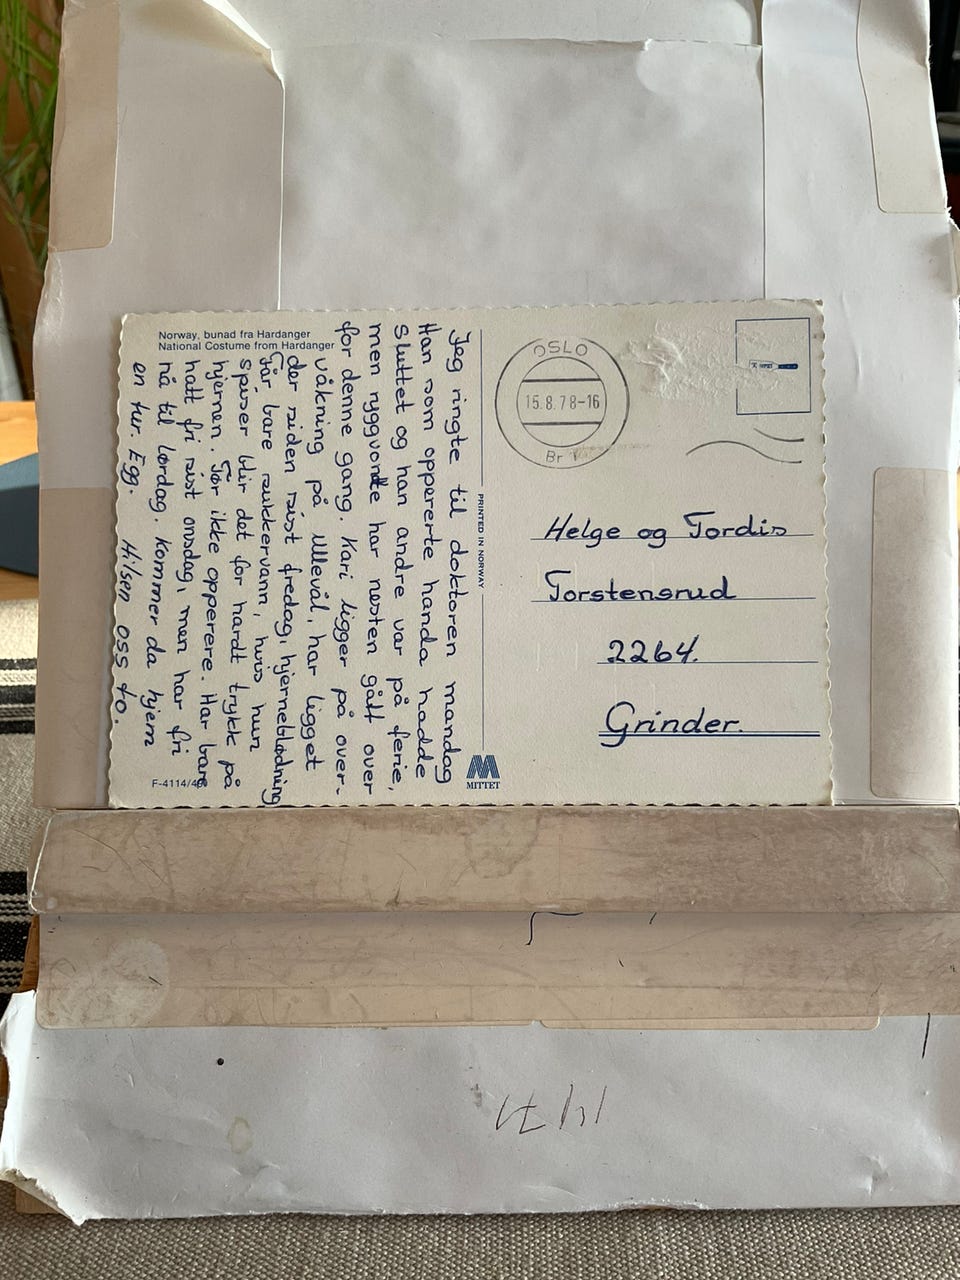 Norway, bunad fra Hardanger
National Costume from Hardanger
Jeg ringte til doktoren mandag
Han som oppererte handa hadde
sluttet og han andre var på ferie,
men ryggvondte har nesten gått over
for denne gang. Kari ligger på over-
våkning på Ullevål, har ligget
der siden sist fredag, hjerneblødning
Får bare sukkervann, hvis hun
spiser blir det for hardt trykk på
hjernen. Tør ikke opperere. Har bare
hatt fri sist onsdag, men har fri
nå til lørdag. kommer da hjem
en tur. Egg. Hilsen oss to.
F-4114/4
PRINTED IN NORWAY
MITTET
OSLO
15.8.78-16
Br
Helge og Tordis
Torstensrud
2264.
Grinder.